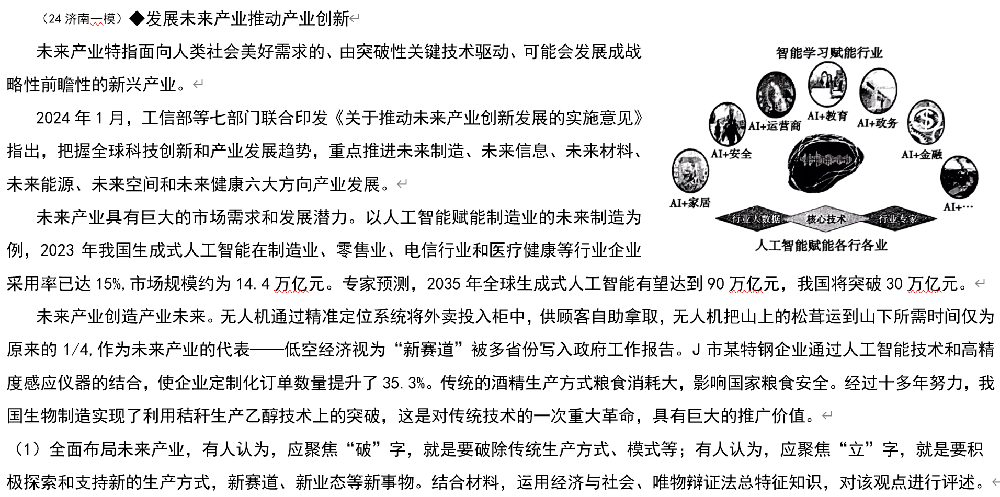 （24 济南一模）◆发展未来产业推动产业创新
未来产业特指面向人类社会美好需求的、由突破性关键技术驱动、可能会发展成战
略性前瞻性的新兴产业。
2024 年 1 月，工信部等七部门联合印发《关于推动未来产业创新发展的实施意见》
指出，把握全球科技创新和产业发展趋势，重点推进未来制造、未来信息、未来材料、
未来能源、未来空间和未来健康六大方向产业发展。
未来产业具有巨大的市场需求和发展潜力。以人工智能赋能制造业的未来制造为
例，2023 年我国生成式人工智能在制造业、零售业、电信行业和医疗健康等行业企业
采用率已达 15%,市场规模约为 14.4 万亿元。专家预测，2035 年全球生成式人工智能有望达到 90 万亿元，我国将突破 30 万亿元。
未来产业创造产业未来。无人机通过精准定位系统将外卖投入柜中，供顾客自助拿取，无人机把山上的松茸运到山下所需时间仅为
原来的 1/4,作为未来产业的代表——低空经济视为“新赛道”被多省份写入政府工作报告。J 市某特钢企业通过人工智能技术和高精
度感应仪器的结合，使企业定制化订单数量提升了 35.3%。传统的酒精生产方式粮食消耗大，影响国家粮食安全。经过十多年努力，我
国生物制造实现了利用秸秆生产乙醇技术上的突破，这是对传统技术的一次重大革命，具有巨大的推广价值。
（1）全面布局未来产业，有人认为，应聚焦“破”字，就是要破除传统生产方式、模式等；有人认为，应聚焦“立”字，就是要积
极探索和支持新的生产方式，新赛道、新业态等新事物。结合材料，运用经济与社会、唯物辩证法总特征知识，对该观点进行评述。
智能学习赋能行业
AI+家居
AI+安全
AI+运营商
AI+教育
AI+政务
AI+金融
AI+…
行业大数据
核心技术
行业专家
人工智能赋能各行各业